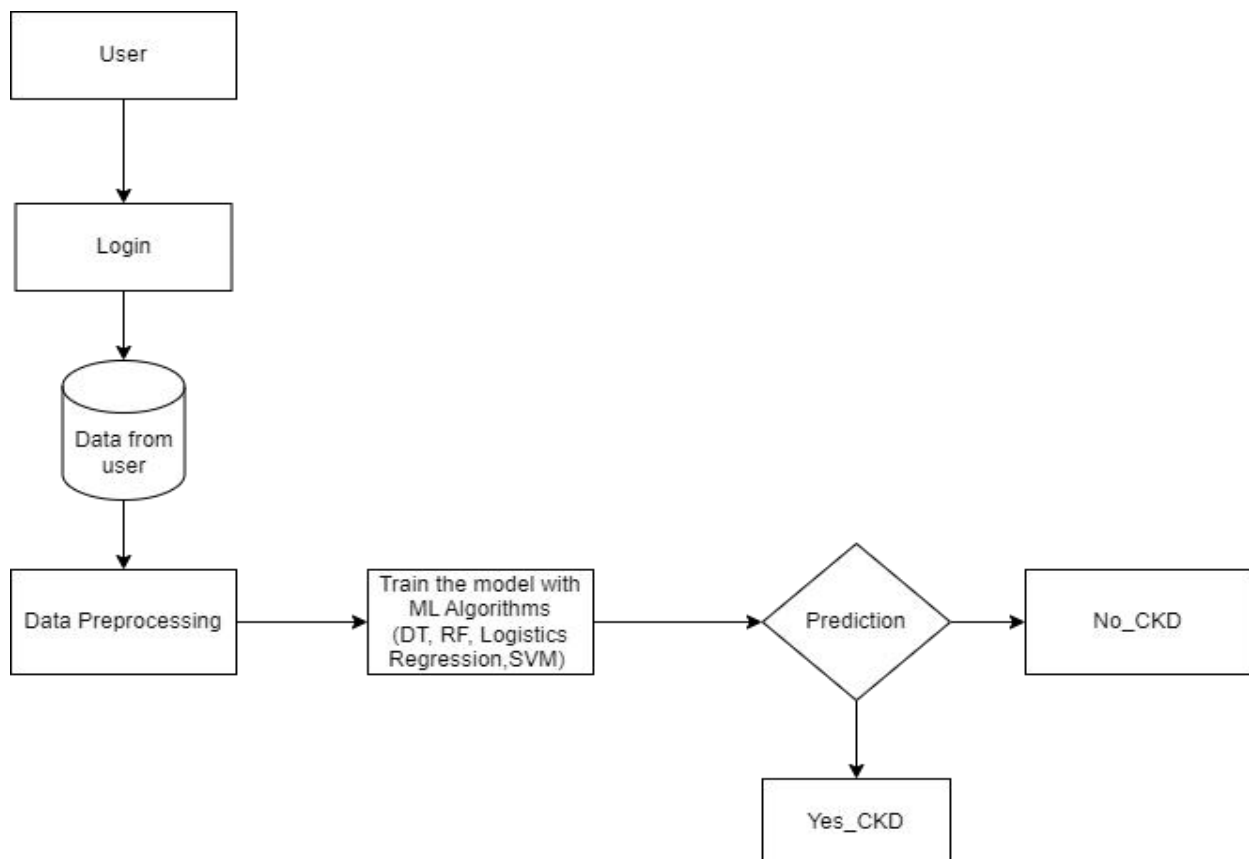 User
Login
Data from
user
Data Preprocessing
Train the model with
ML Algorithms
(DT, RF, Logistics
Regression,SVM)
Prediction
No_CKD
Yes_CKD